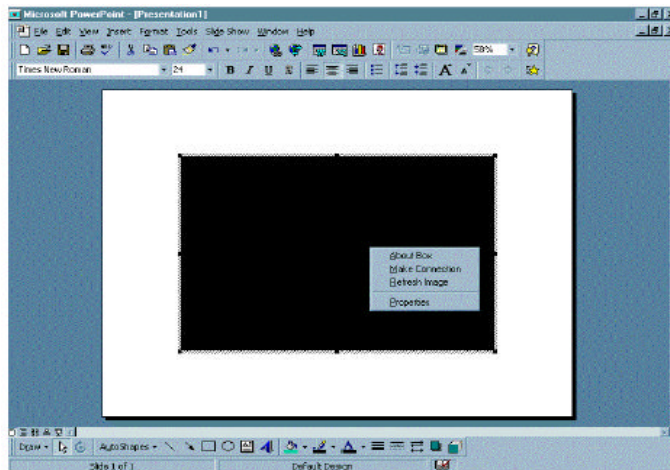 Microsoft PowerPoint - [Presentation1]
File Edit View Insert Format Tools Slide Show Window Help
58%
Times New Roman 24 B I U S A A
About Box
Make Connection
Refresh Image
Properties
Draw AutoShapes A
Slide 1 of 1 Default Design